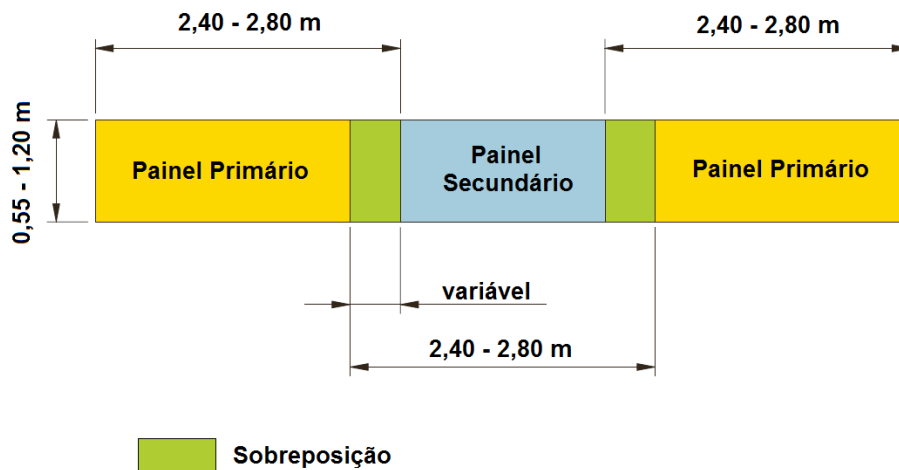 2,40 - 2,80 m
2,40 - 2,80 m
0,55 - 1,20 m
Painel Primário
Painel
Secundário
Painel Primário
variável
2,40 - 2,80 m
Sobreposição